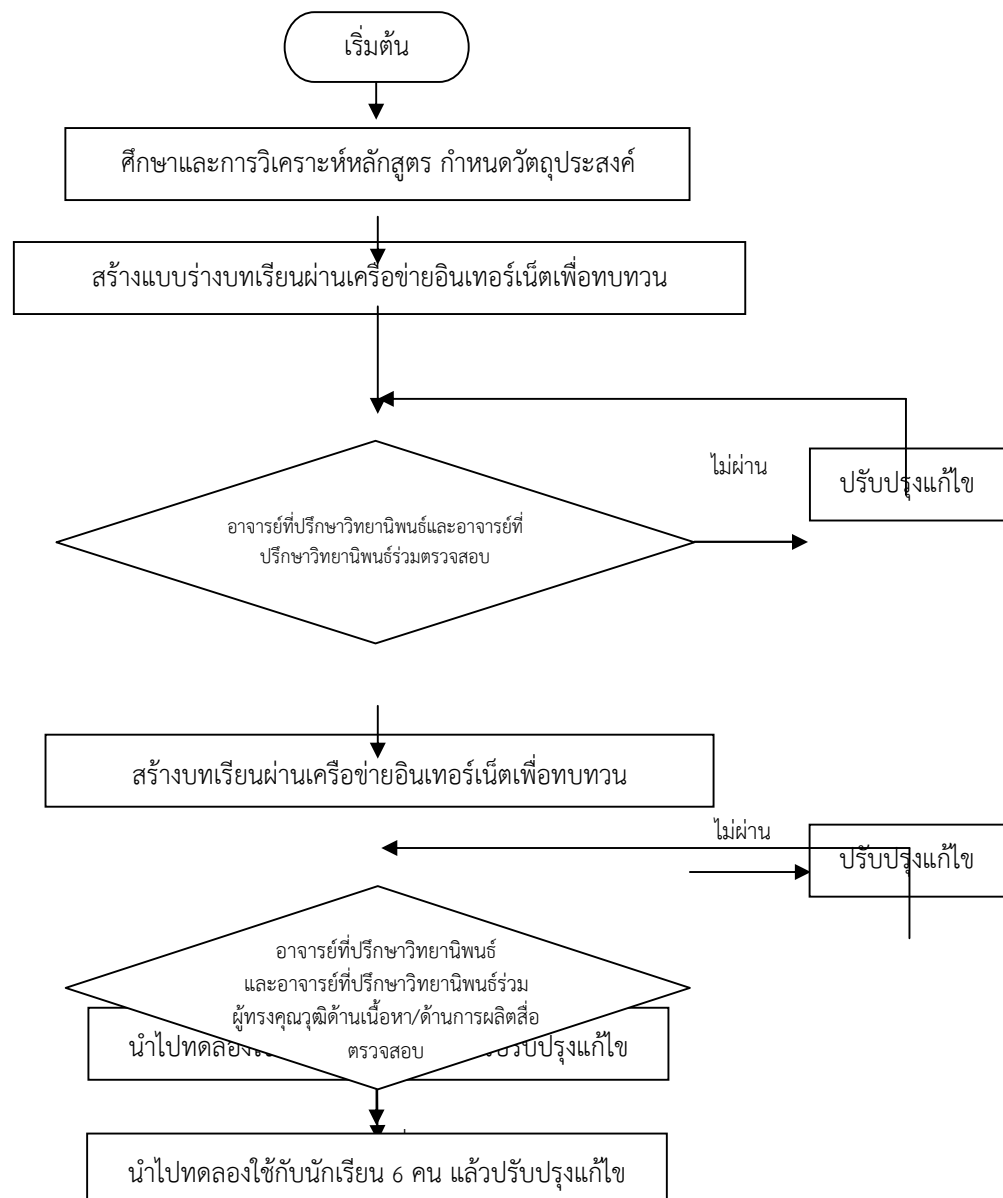 เริ่มต้น
ศึกษาและการวิเคราะห์หลักสูตร กำหนดวัตถุประสงค์
สร้างแบบร่างบทเรียนผ่านเครือข่ายอินเทอร์เน็ตเพื่อทบทวน
ไม่ผ่าน
ปรับปรุงแก้ไข
อาจารย์ที่ปรึกษาวิทยานิพนธ์และอาจารย์ที่
ปรึกษาวิทยานิพนธ์ร่วมตรวจสอบ
สร้างบทเรียนผ่านเครือข่ายอินเทอร์เน็ตเพื่อทบทวน
ไม่ผ่าน
ปรับปรุงแก้ไข
อาจารย์ที่ปรึกษาวิทยานิพนธ์
และอาจารย์ที่ปรึกษาวิทยานิพนธ์ร่วม
ผู้ทรงคุณวุฒิด้านเนื้อหา/ด้านการผลิตสื่อ
ตรวจสอบ
นำไปทดลอง ปรับปรุงแก้ไข
นำไปทดลองใช้กับนักเรียน 6 คน แล้วปรับปรุงแก้ไข